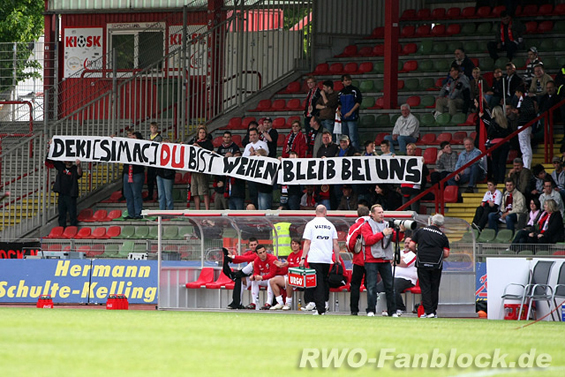 KIOSK
DEKI(SIMAC) DU BIST WEHEN BLEIB BEI UNS
Hermann
Schulte-Kelling
RWO-Fanblock.de